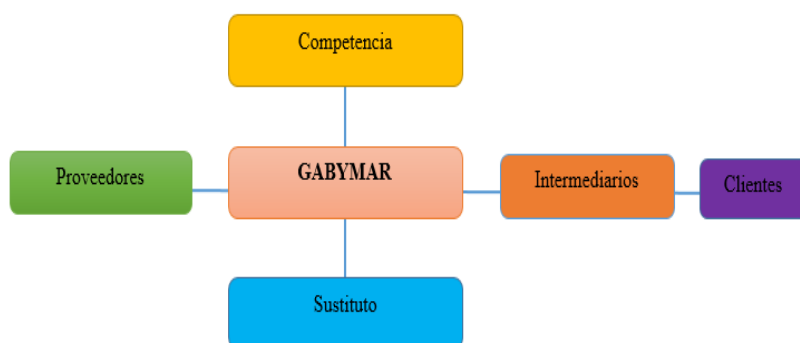 Competencia
Proveedores
GABYMAR
Intermediarios
Clientes
Sustituto